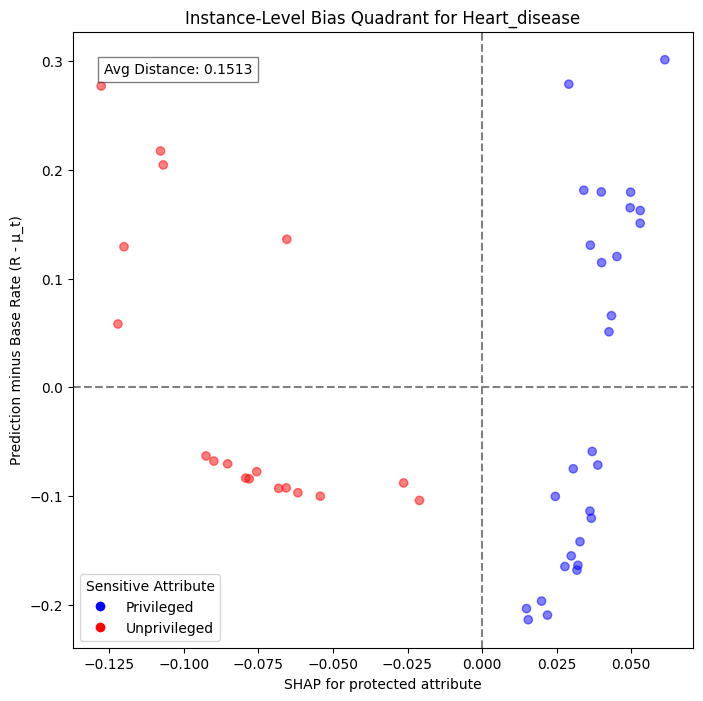 Instance-Level Bias Quadrant for Heart_disease
Avg Distance: 0.1513
Prediction minus Base Rate (R - μ_t)
0.3
0.2
0.1
0.0
−0.1
−0.2
Sensitive Attribute
Privileged
Unprivileged
−0.125 −0.100 −0.075 −0.050 −0.025 0.000 0.025 0.050
SHAP for protected attribute